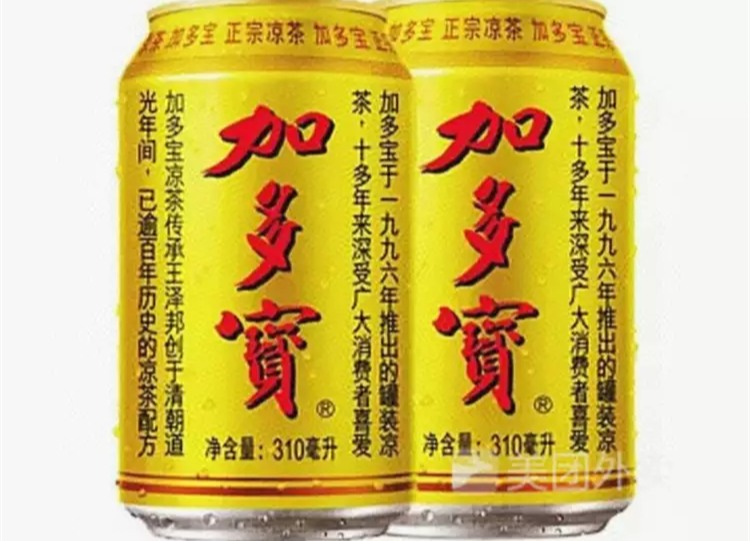 茶 加多宝 正宗凉茶 加多宝
加多宝于一九九六年推出的罐装凉
茶，十多年来深受广大消费者喜爱
加多寶®
加多宝凉茶传承王泽邦创于清朝道
光年间，已逾百年历史的凉茶配方
净含量：310毫升
多宝 正宗凉茶 加多宝 正
加多宝于一九九六年推出的罐装凉
茶，十多年来深受广大消费者喜爱
加多寶®
净含量：310毫升
美团外